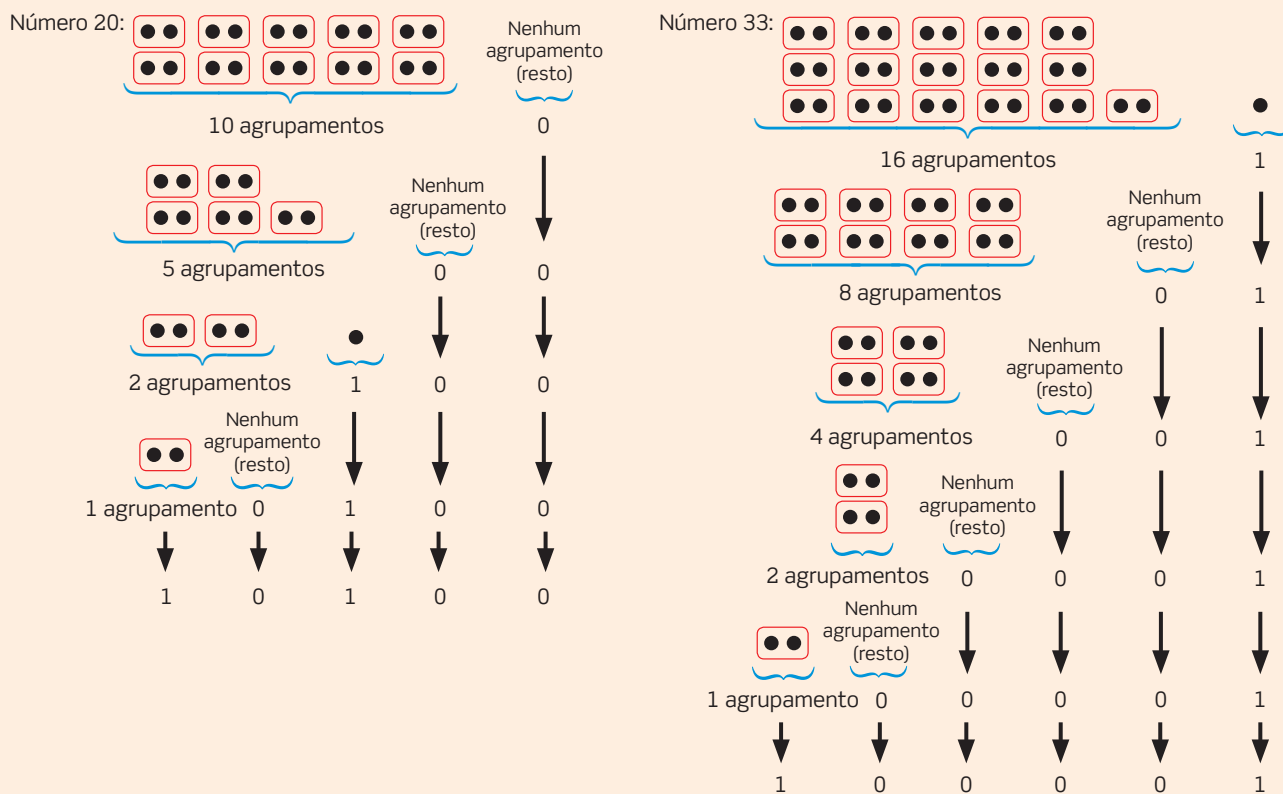 Número 20:
Nenhum
agrupamento
(resto)
10 agrupamentos
0
Nenhum
agrupamento
(resto)
5 agrupamentos
0
0
2 agrupamentos
1
0
0
Nenhum
agrupamento
(resto)
1 agrupamento
0
1
0
0
1
0
1
0
0
Número 33:
16 agrupamentos
1
Nenhum
agrupamento
(resto)
8 agrupamentos
0
1
Nenhum
agrupamento
(resto)
4 agrupamentos
0
0
1
Nenhum
agrupamento
(resto)
2 agrupamentos
0
0
0
1
Nenhum
agrupamento
(resto)
1 agrupamento
0
0
0
0
1
1
0
0
0
0
1